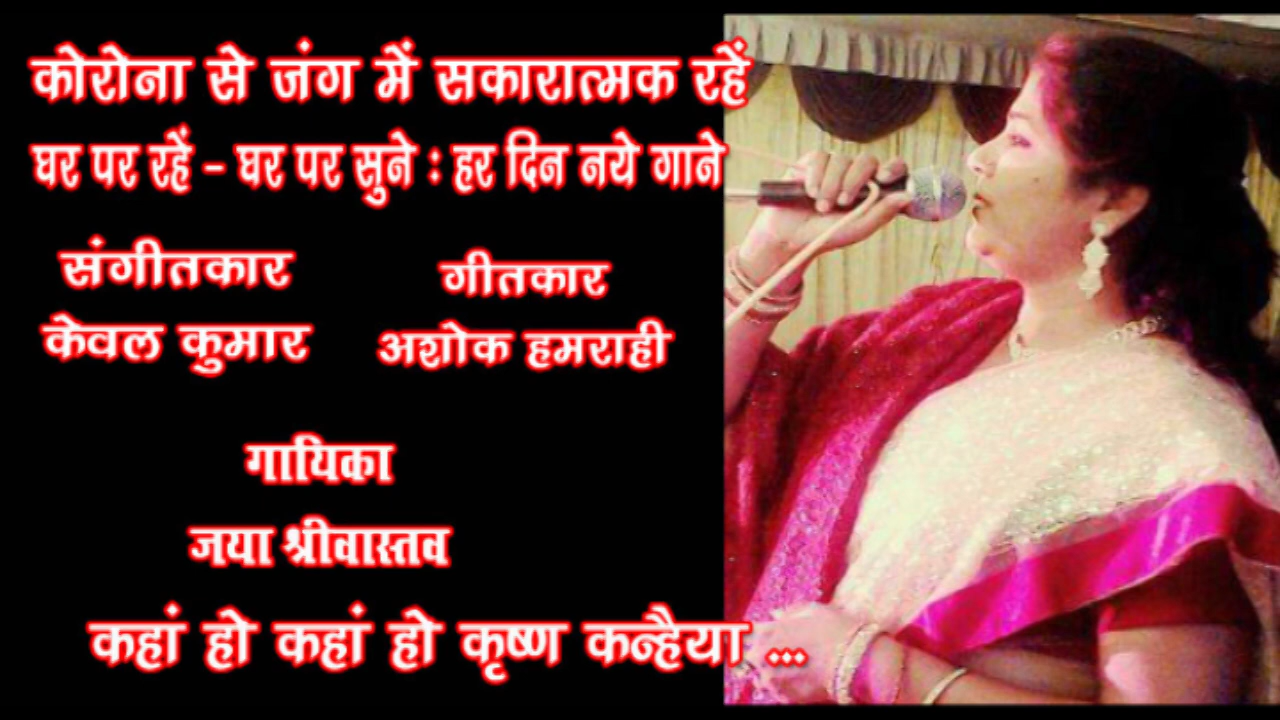 कोरोना से जंग में सकारात्मक रहें
घर पर रहें - घर पर सुने : हर दिन नये गाने
संगीतकार
गीतकार
केवल कुमार
अशोक हमराही
गायिका
जया श्रीवास्तव
कहां हो कहां हो कृष्ण कन्हैया ...